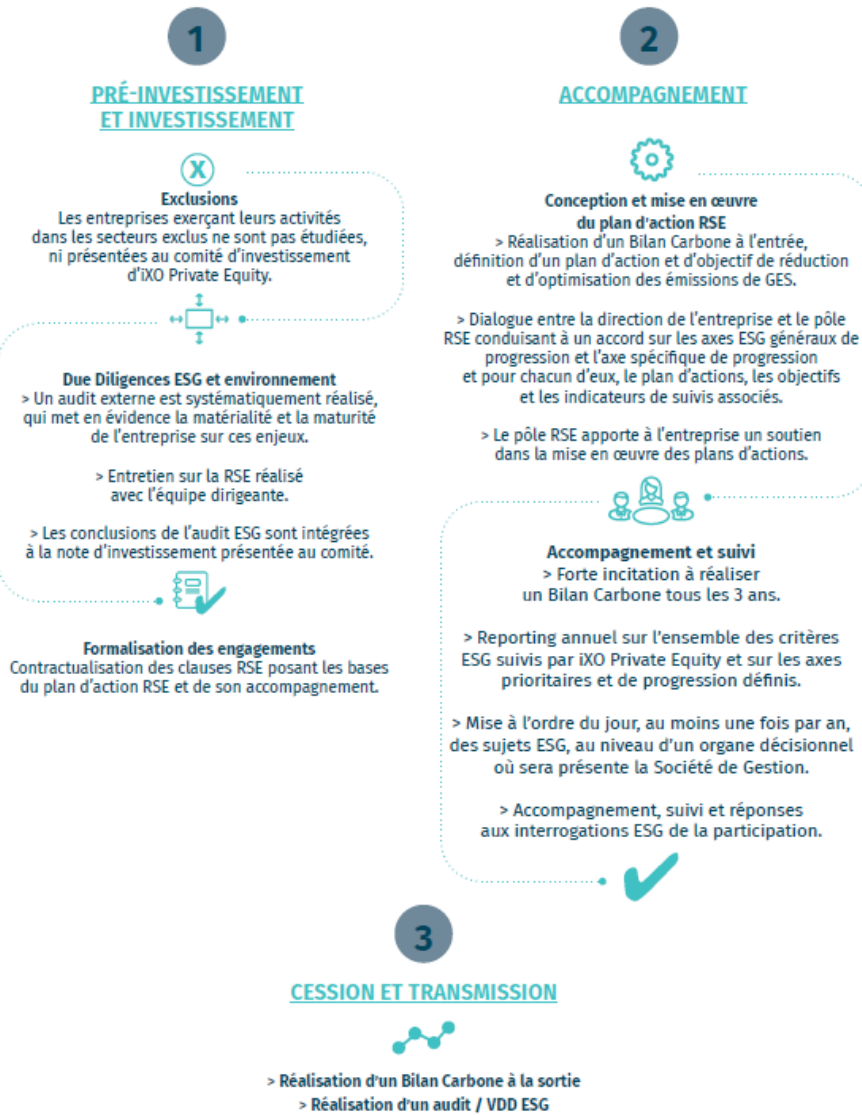 1
PRÉ-INVESTISSEMENT
ET INVESTISSEMENT
X
Exclusions
Les entreprises exerçant leurs activités
dans les secteurs exclus ne sont pas étudiées,
ni présentées au comité d'investissement
d'iXO Private Equity.
Due Diligences ESG et environnement
> Un audit externe est systématiquement réalisé,
qui met en évidence la matérialité et la maturité
de l'entreprise sur ces enjeux.
> Entretien sur la RSE réalisé
avec l'équipe dirigeante.
> Les conclusions de l'audit ESG sont intégrées
à la note d'investissement présentée au comité.
Formalisation des engagements
Contractualisation des clauses RSE posant les bases
du plan d'action RSE et de son accompagnement.
2
ACCOMPAGNEMENT
Conception et mise en œuvre
du plan d'action RSE
> Réalisation d'un Bilan Carbone à l'entrée,
définition d'un plan d'action et d'objectif de réduction
et d'optimisation des émissions de GES.
> Dialogue entre la direction de l'entreprise et le pôle
RSE conduisant à un accord sur les axes ESG généraux de
progression et l'axe spécifique de progression
et pour chacun d'eux, le plan d'actions, les objectifs
et les indicateurs de suivis associés.
> Le pôle RSE apporte à l'entreprise un soutien
dans la mise en œuvre des plans d'actions.
Accompagnement et suivi
> Forte incitation à réaliser
un Bilan Carbone tous les 3 ans.
> Reporting annuel sur l'ensemble des critères
ESG suivis par iXO Private Equity et sur les axes
prioritaires et de progression définis.
> Mise à l'ordre du jour, au moins une fois par an,
des sujets ESG, au niveau d'un organe décisionnel
où sera présente la Société de Gestion.
> Accompagnement, suivi et réponses
aux interrogations ESG de la participation.
3
CESSION ET TRANSMISSION
> Réalisation d'un Bilan Carbone à la sortie
> Réalisation d'un audit / VDD ESG